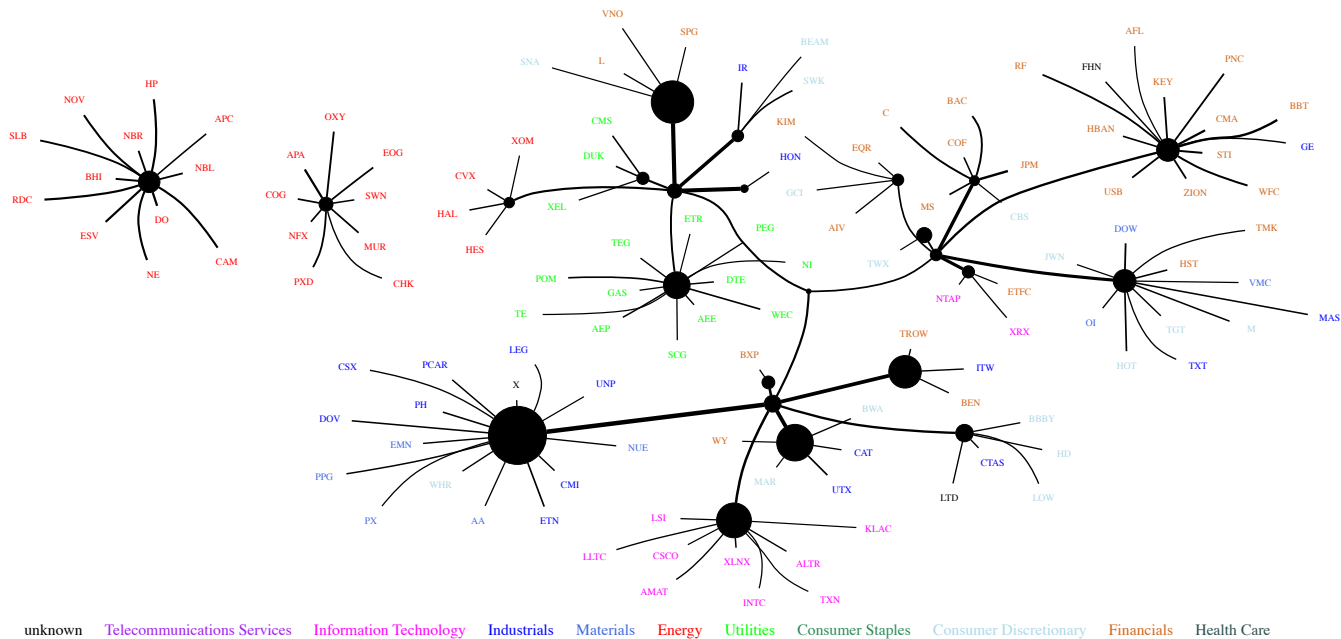 VNO
SPG
AFL
BEAM
SNA
L
IR
SWK
RF
FHN
PNC
KEY
HP
NOV
BAC
C
BBT
CMS
KIM
CMA
HBAN
GE
SLB
NBR
APC
OXY
XOM
DUK
HON
EQR
COF
JPM
STI
APA
EOG
BHI
NBL
CVX
GCI
USB
ZION
WFC
RDC
COG
SWN
HAL
XEL
MS
CBS
DO
ETR
PEG
AIV
ESV
NFX
MUR
HES
TEG
DOW
TMK
NE
CAM
PXD
CHK
POM
GAS
DTE
NI
TWX
JWN
HST
VMC
NTAP
ETFC
TE
AEP
AEE
WEC
XRX
OI
TGT
M
MAS
SCG
BXP
TROW
HOT
TXT
LEG
CSX
PCAR
X
UNP
ITW
PH
BEN
DOV
BWA
BBBY
EMN
NUE
WY
CAT
CTAS
HD
PPG
WHR
CMI
MAR
UTX
LTD
LOW
PX
AA
ETN
LSI
KLAC
LLTC
CSCO
XLNX
ALTR
AMAT
INTC
TXN
unknown Telecommunications Services Information Technology Industrials Materials Energy Utilities Consumer Staples Consumer Discretionary Financials Health Care